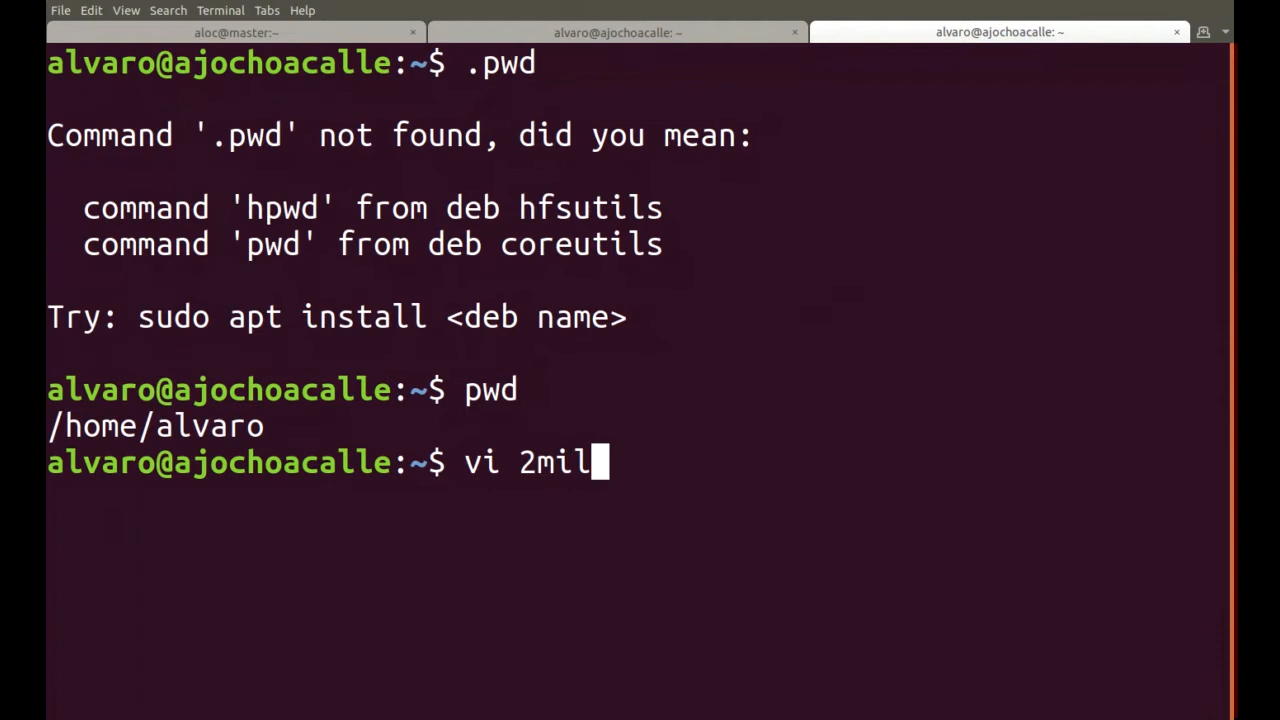 File Edit View Search Terminal Tabs Help
aloc@master:~ × alvaro@ajochoacalle: ~ × alvaro@ajochoacalle: ~ ×
alvaro@ajochoacalle:~$ .pwd
Command '.pwd' not found, did you mean:
command 'hpwd' from deb hfsutils
command 'pwd' from deb coreutils
Try: sudo apt install <deb name>
alvaro@ajochoacalle:~$ pwd
/home/alvaro
alvaro@ajochoacalle:~$ vi 2mil